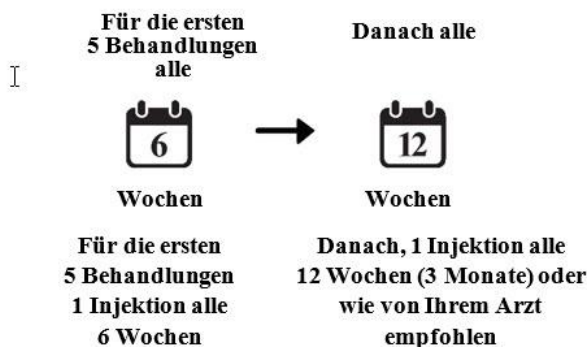 Für die ersten
5 Behandlungen
alle
6
Wochen
Für die ersten
5 Behandlungen
1 Injektion alle
6 Wochen
Danach alle
12
Wochen
Danach, 1 Injektion alle
12 Wochen (3 Monate) oder
wie von Ihrem Arzt
empfohlen